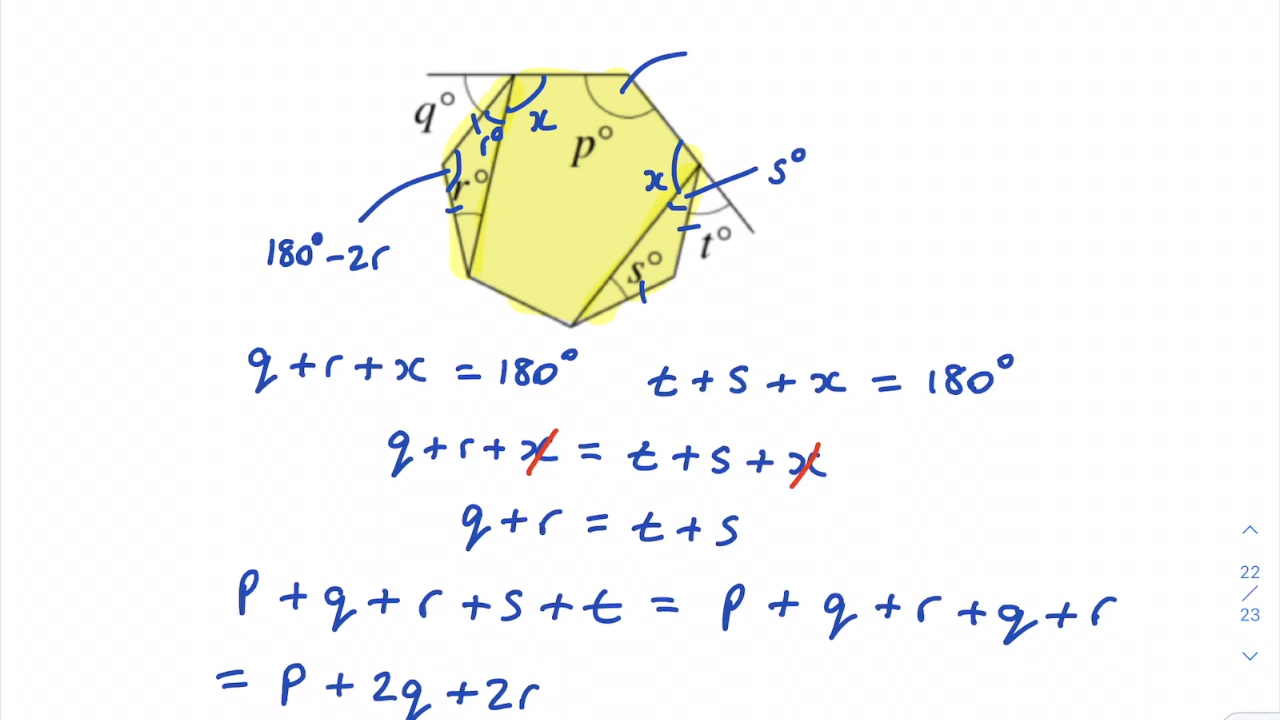 q° r° x p° x s°
r° t°
180° - 2r s°
q + r + x = 180° t + s + x = 180°
q + r + x = t + s + x
q + r = t + s
p + q + r + s + t = p + q + r + q + r
= p + 2q + 2r
22
/
23